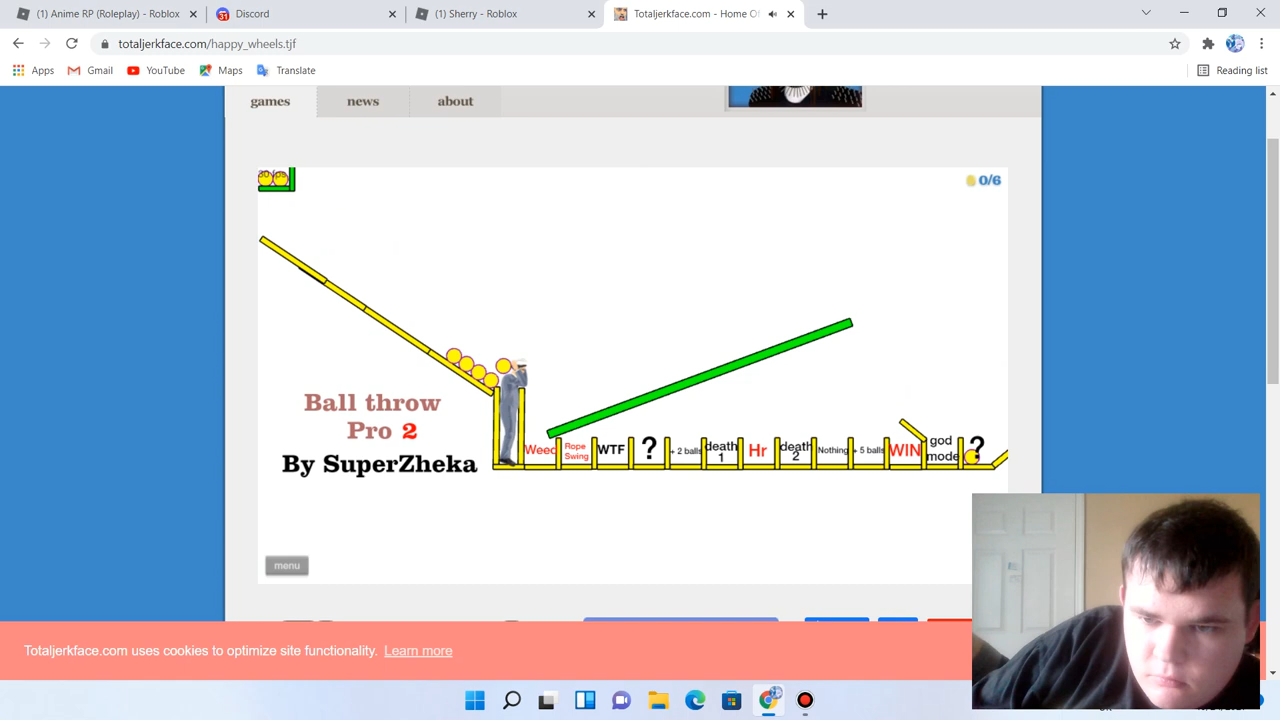 (1) Anime RP (Roleplay) - Roblox
Discord
(1) Sherry - Roblox
Totaljerkface.com - Home Of
totaljerkface.com/happy_wheels.tjf
Apps
Gmail
YouTube
Maps
Translate
Reading list
games
news
about
30 fps
0/6
Ball throw
Pro 2
By SuperZheka
Weed
Rope
Swing
WTF
?
+ 2 balls
death
1
Hr
death
2
Nothing
+ 5 balls
WIN
god
mode
?
menu
Totaljerkface.com uses cookies to optimize site functionality. Learn more